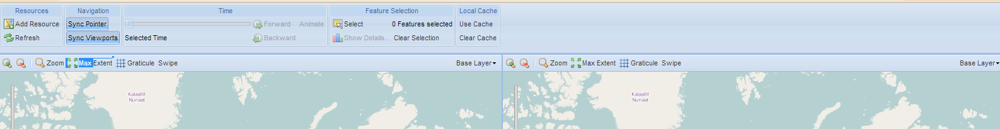 Resources Navigation Time Feature Selection Local Cache
Add Resource Sync Pointer Forward Animate Select 0 Features selected Use Cache
Refresh Sync Viewports Selected Time Backward Show Details... Clear Selection Clear Cache
Zoom Max Extent Graticule Swipe Base Layer Zoom Max Extent Graticule Swipe Base Layer
Kalaallit Kalaallit
Nunaat Nunaat